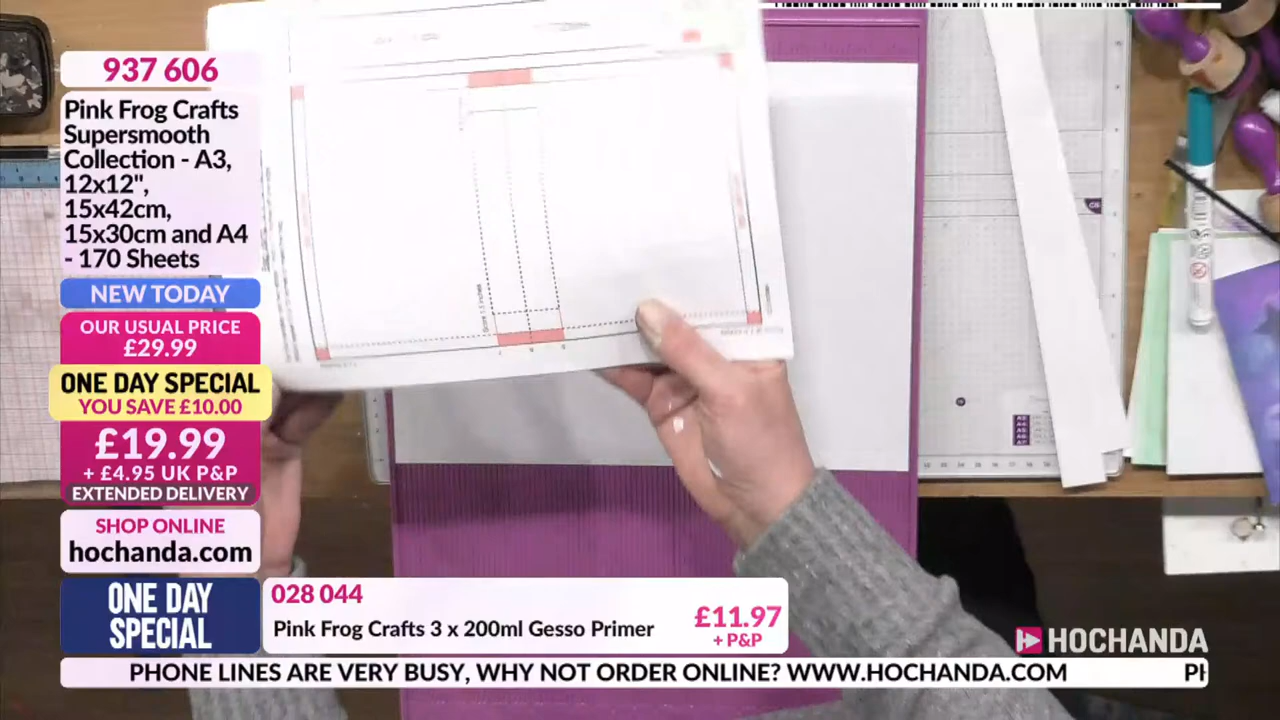 937 606
Pink Frog Crafts
Supersmooth
Collection - A3,
12x12",
15x42cm,
15x30cm and A4
- 170 Sheets
NEW TODAY
OUR USUAL PRICE
£29.99
ONE DAY SPECIAL
YOU SAVE £10.00
£19.99
+ £4.95 UK P&P
EXTENDED DELIVERY
SHOP ONLINE
hochanda.com
ONE DAY
SPECIAL
028 044
Pink Frog Crafts 3 x 200ml Gesso Primer
£11.97
+ P&P
HOCHANDA
PHONE LINES ARE VERY BUSY, WHY NOT ORDER ONLINE? WWW.HOCHANDA.COM